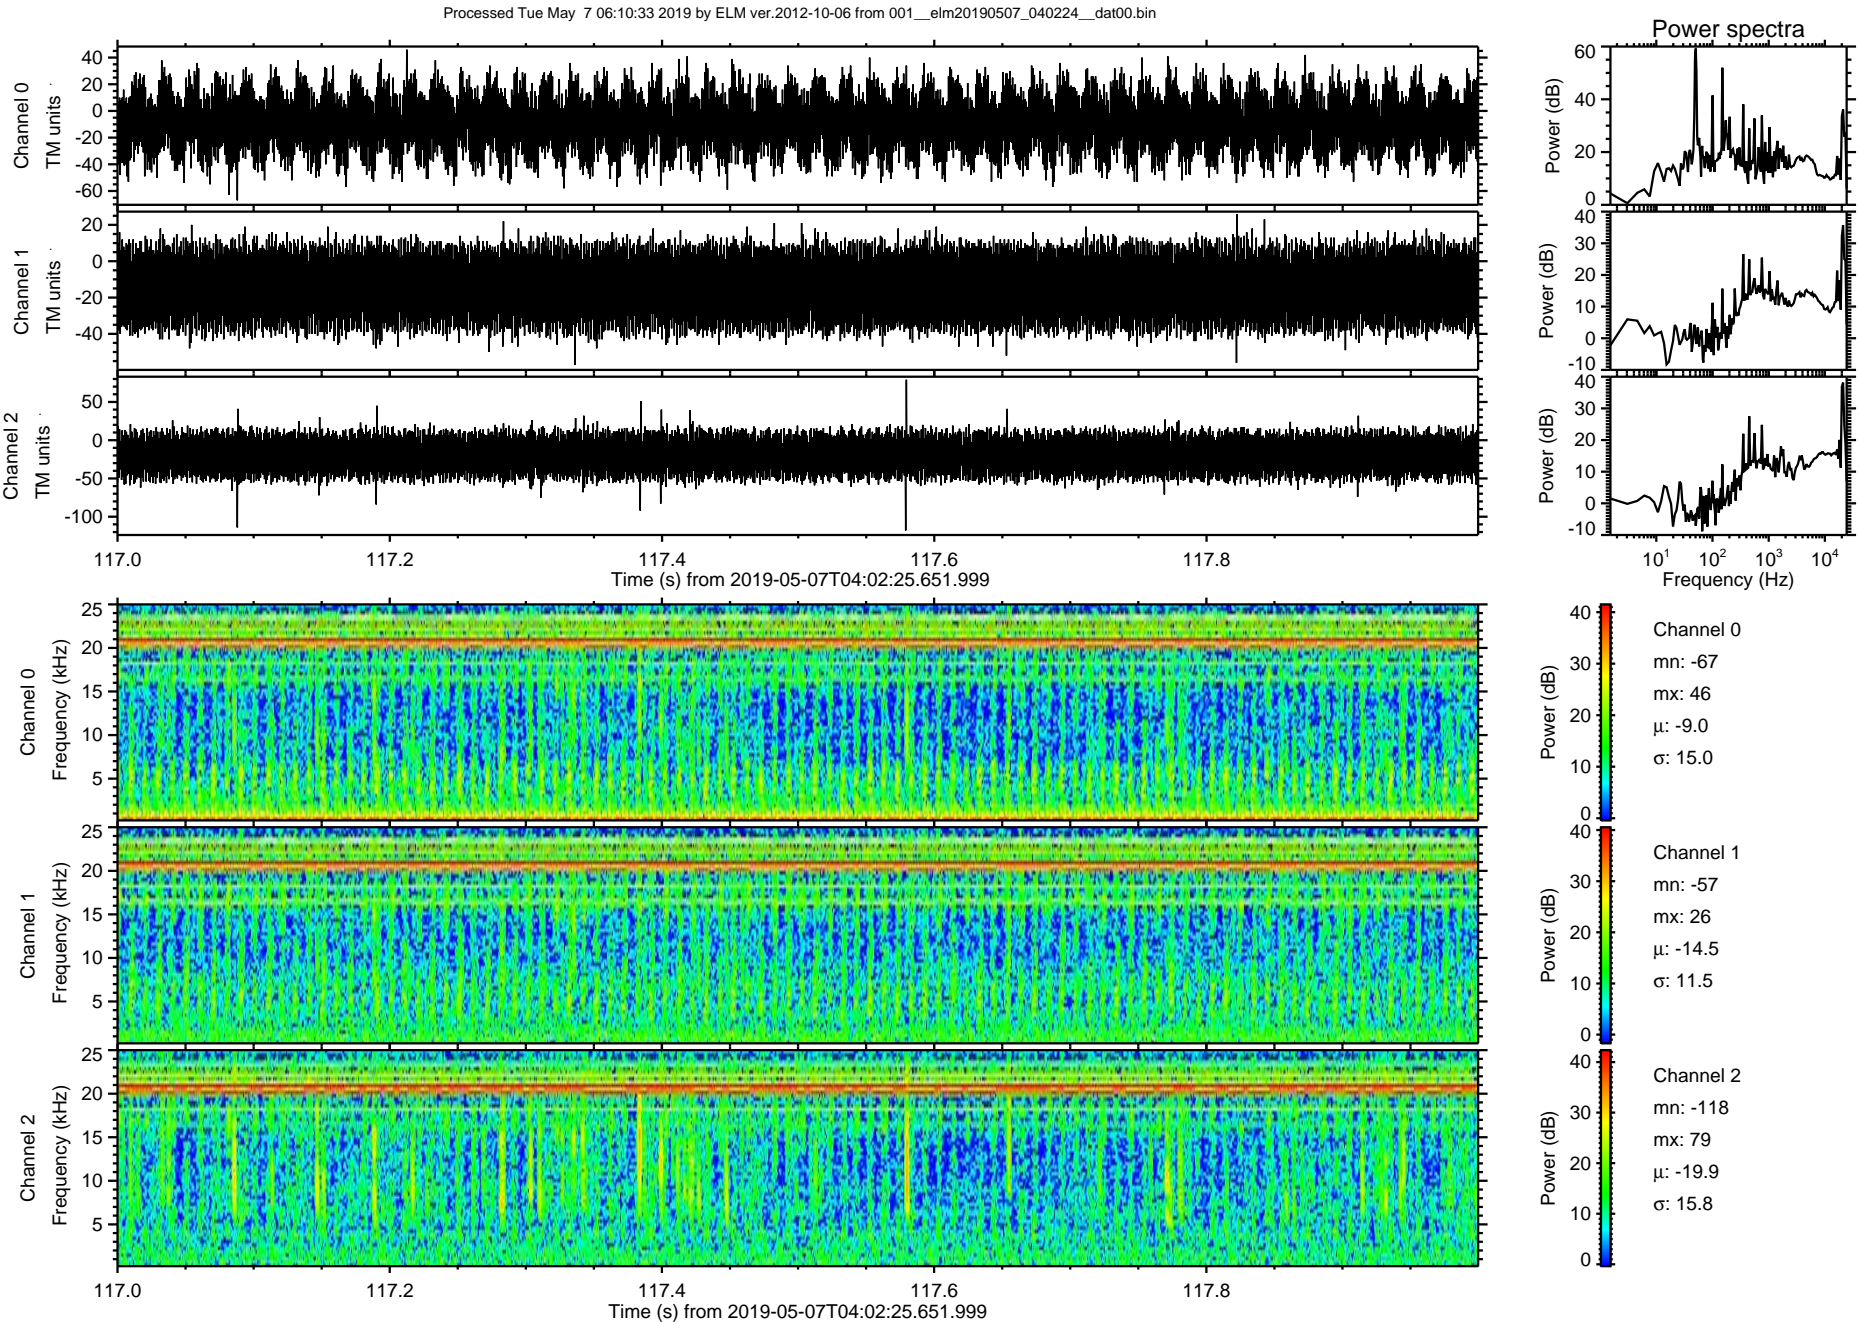 Processed Tue May  7 06:10:33 2019 by ELM ver.2012-10-06 from 001__elm20190507_040224__dat00.bin
Power spectra
Channel 0
TM units
40
20
0
-20
-40
-60
Power (dB)
60
40
20
0
Channel 1
TM units
20
0
-20
-40
Power (dB)
40
30
20
10
0
-10
Channel 2
TM units
50
0
-50
-100
Power (dB)
40
30
20
10
0
-10
117.0 117.2 117.4 117.6 117.8
Time (s) from 2019-05-07T04:02:25.651.999
10^1 10^2 10^3 10^4
Frequency (Hz)
Channel 0
Frequency (kHz)
25
20
15
10
5
Power (dB)
40
30
20
10
0
Channel 0
mn: -67
mx: 46
μ: -9.0
σ: 15.0
Channel 1
Frequency (kHz)
25
20
15
10
5
Power (dB)
40
30
20
10
0
Channel 1
mn: -57
mx: 26
μ: -14.5
σ: 11.5
Channel 2
Frequency (kHz)
25
20
15
10
5
Power (dB)
40
30
20
10
0
Channel 2
mn: -118
mx: 79
μ: -19.9
σ: 15.8
117.0 117.2 117.4 117.6 117.8
Time (s) from 2019-05-07T04:02:25.651.999